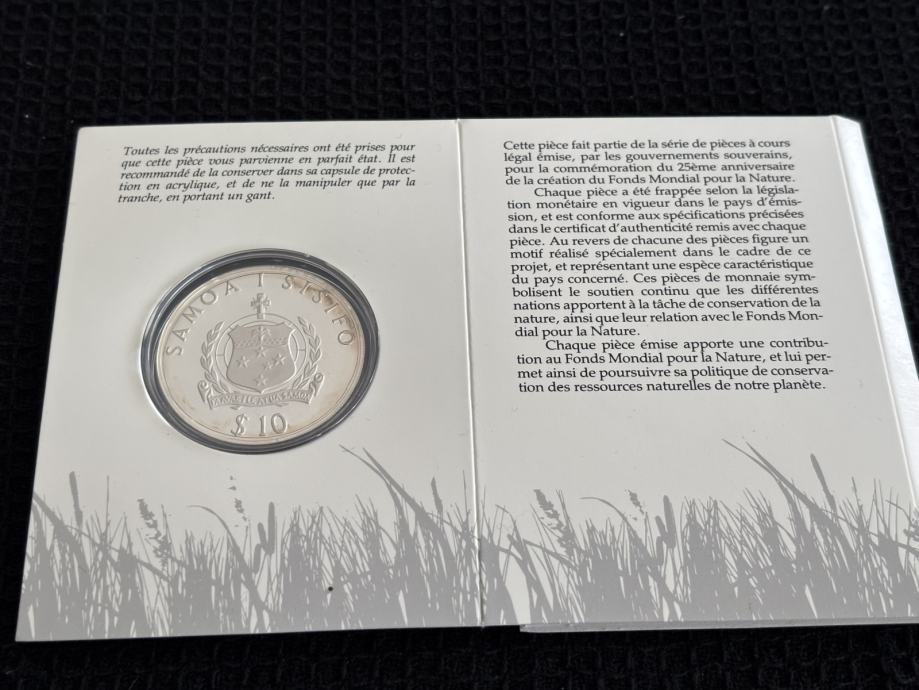 Toutes les précautions nécessaires ont été prises pour
que cette pièce vous parvienne en parfait état. Il est
recommandé de la conserver dans sa capsule de protec-
tion en acrylique, et de ne la manipuler que par la
tranche, en portant un gant.
SAMOA I SISIFO
$10
Cette pièce fait partie de la série de pièces à cours
légal émise, par les gouvernements souverains,
pour la commémoration du 25ème anniversaire
de la création du Fonds Mondial pour la Nature.
Chaque pièce a été frappée selon la législa-
tion monétaire en vigueur dans le pays d'émis-
sion, et est conforme aux spécifications précisées
dans le certificat d'authenticité remis avec chaque
pièce. Au revers de chacune des pièces figure un
motif réalisé spécialement dans le cadre de ce
projet, et représentant une espèce caractéristique
du pays concerné. Ces pièces de monnaie sym-
bolisent le soutien continu que les différentes
nations apportent à la tâche de conservation de la
nature, ainsi que leur relation avec le Fonds Mon-
dial pour la Nature.
Chaque pièce émise apporte une contribu-
tion au Fonds Mondial pour la Nature, et lui per-
met ainsi de poursuivre sa politique de conserva-
tion des ressources naturelles de notre planète.